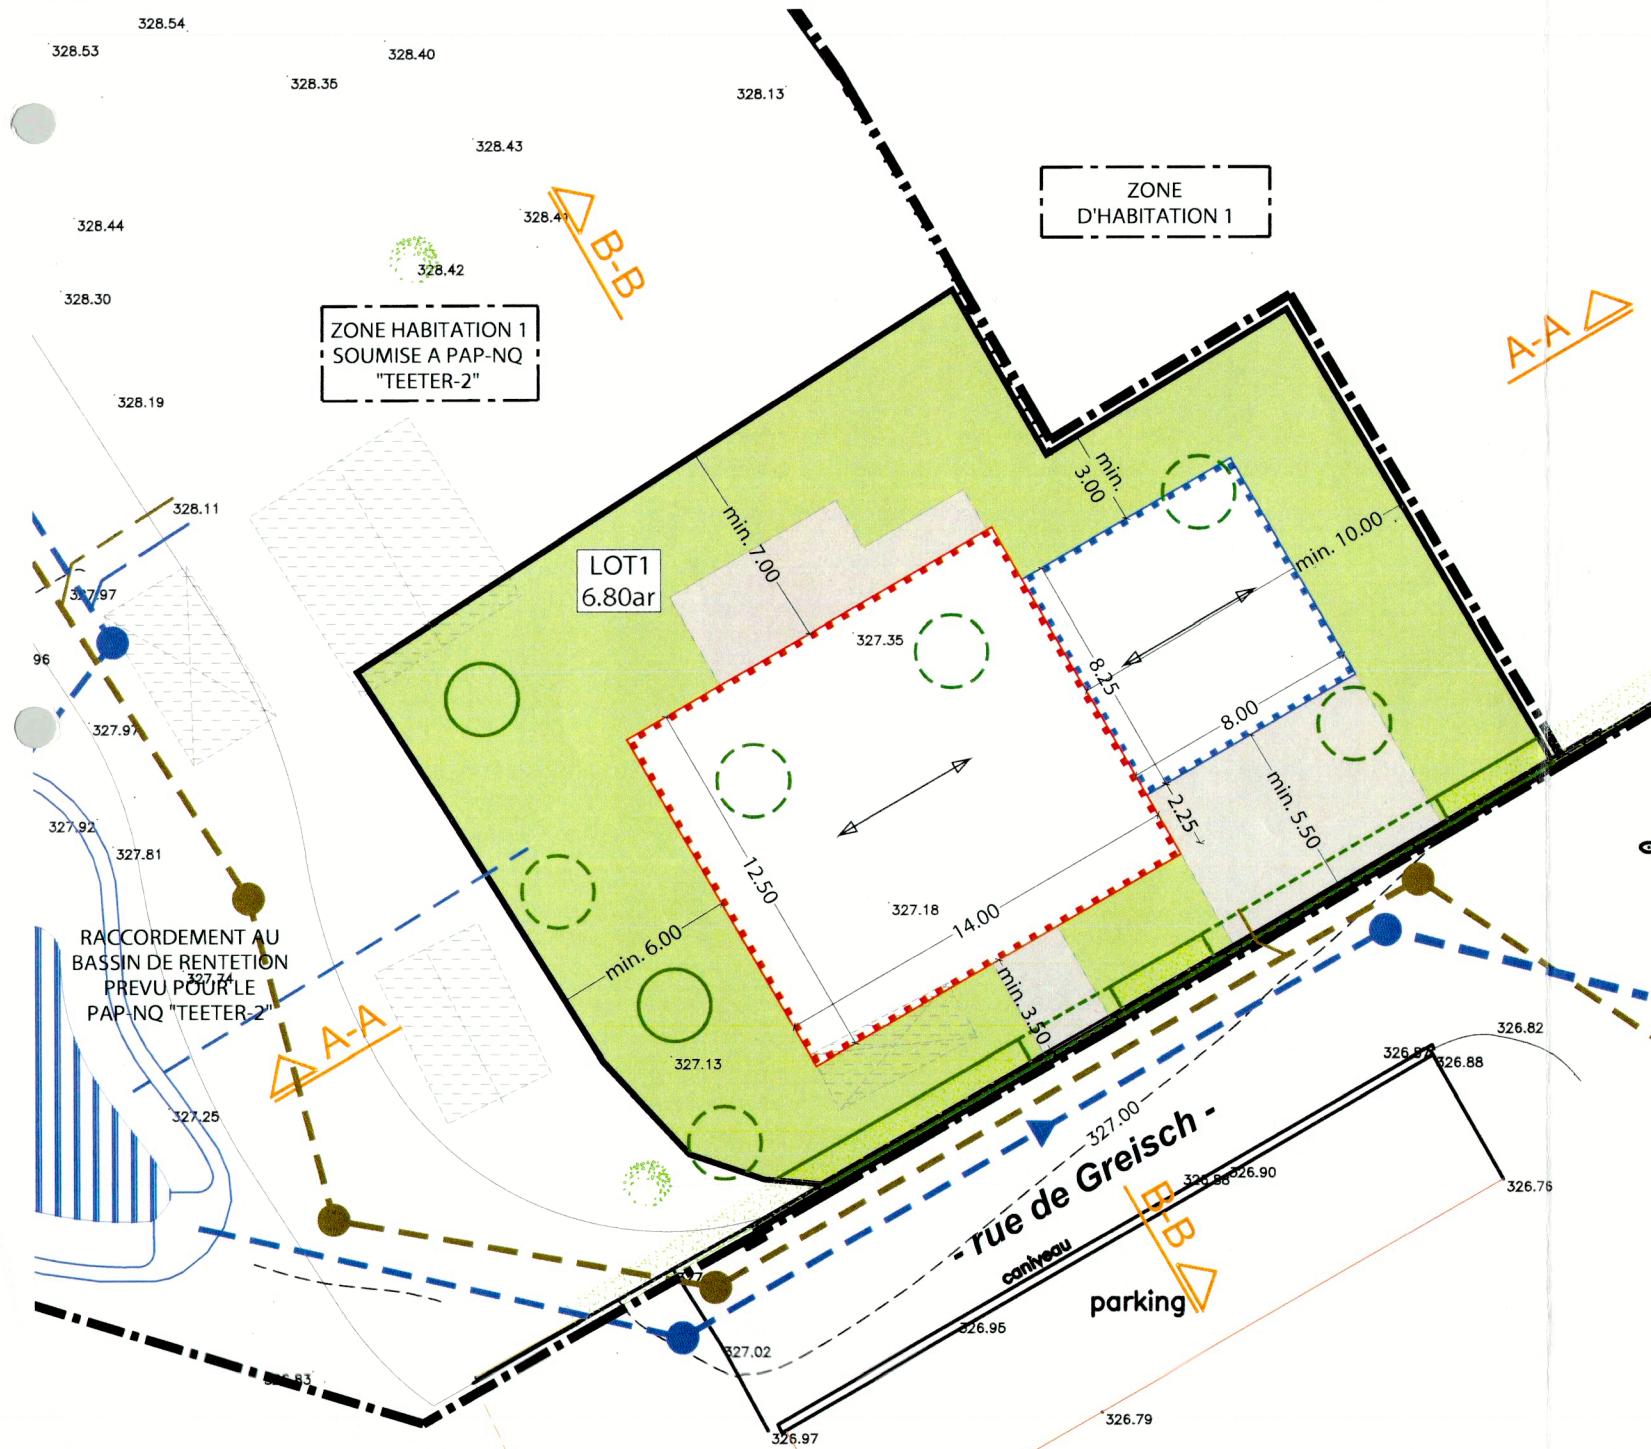 328.54
328.53
328.40
328.35
328.13
328.43
ZONE
D'HABITATION 1
328.44
328.41
B-B
328.42
328.30
ZONE HABITATION 1
SOUMISE A PAP-NQ
"TEETER-2"
A-A
328.19
min.
3.00
328.11
min. 7.00
min. 10.00
LOT1
6.80ar
327.97
327.35
96
8.25
327.97
8.00
2.25
min. 5.50
327.92
327.81
12.50
327.18
14.00
RACCORDEMENT AU
BASSIN DE RENTETION
PREVU POUR LE
PAP-NQ "TEETER-2"
327.74
min. 6.00
min. 3.50
A-A
327.13
326.82
326.88
327.25
327.00
- rue de Greisch -
326.90
326.76
B-B
caniveau
parking
326.95
327.02
326.79
326.97